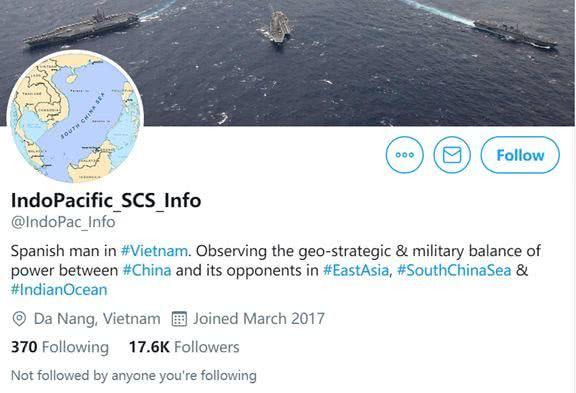 SOUTH CHINA SEA
Follow
IndoPacific_SCS_Info
@IndoPac_Info
Spanish man in #Vietnam. Observing the geo-strategic & military balance of
power between #China and its opponents in #EastAsia, #SouthChinaSea &
#IndianOcean
Da Nang, Vietnam Joined March 2017
370 Following 17.6K Followers
Not followed by anyone you're following